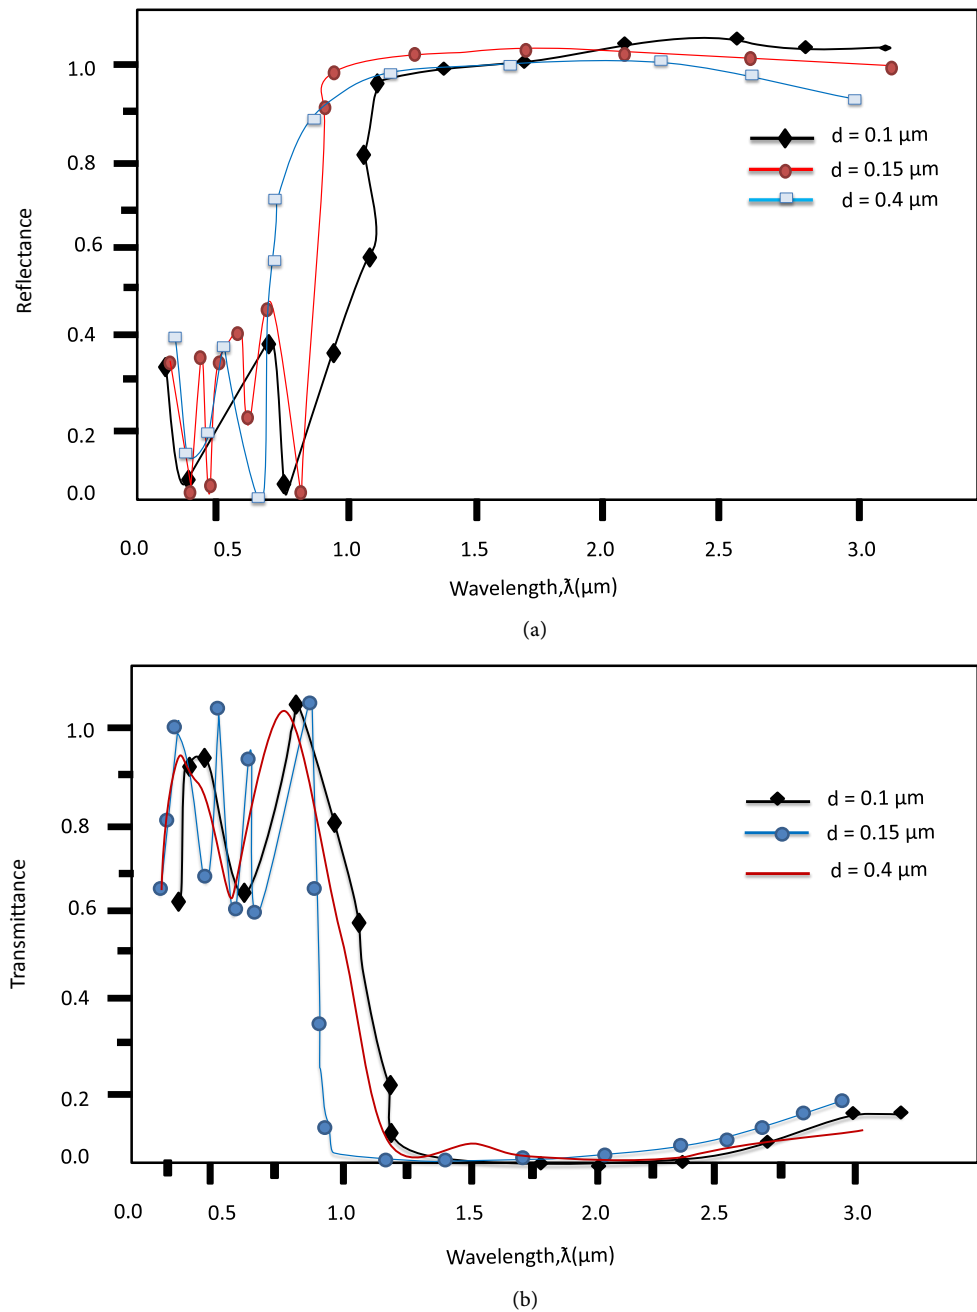 1.0
0.8
0.6
0.4
0.2
0.0
Reflectance
d = 0.1 μm
d = 0.15 μm
d = 0.4 μm
0.0 0.5 1.0 1.5 2.0 2.5 3.0
Wavelength,ƛ(μm)
(a)
1.0
0.8
0.6
0.4
0.2
0.0
Transmittance
d = 0.1 μm
d = 0.15 μm
d = 0.4 μm
0.0 0.5 1.0 1.5 2.0 2.5 3.0
Wavelength,ƛ(μm)
(b)